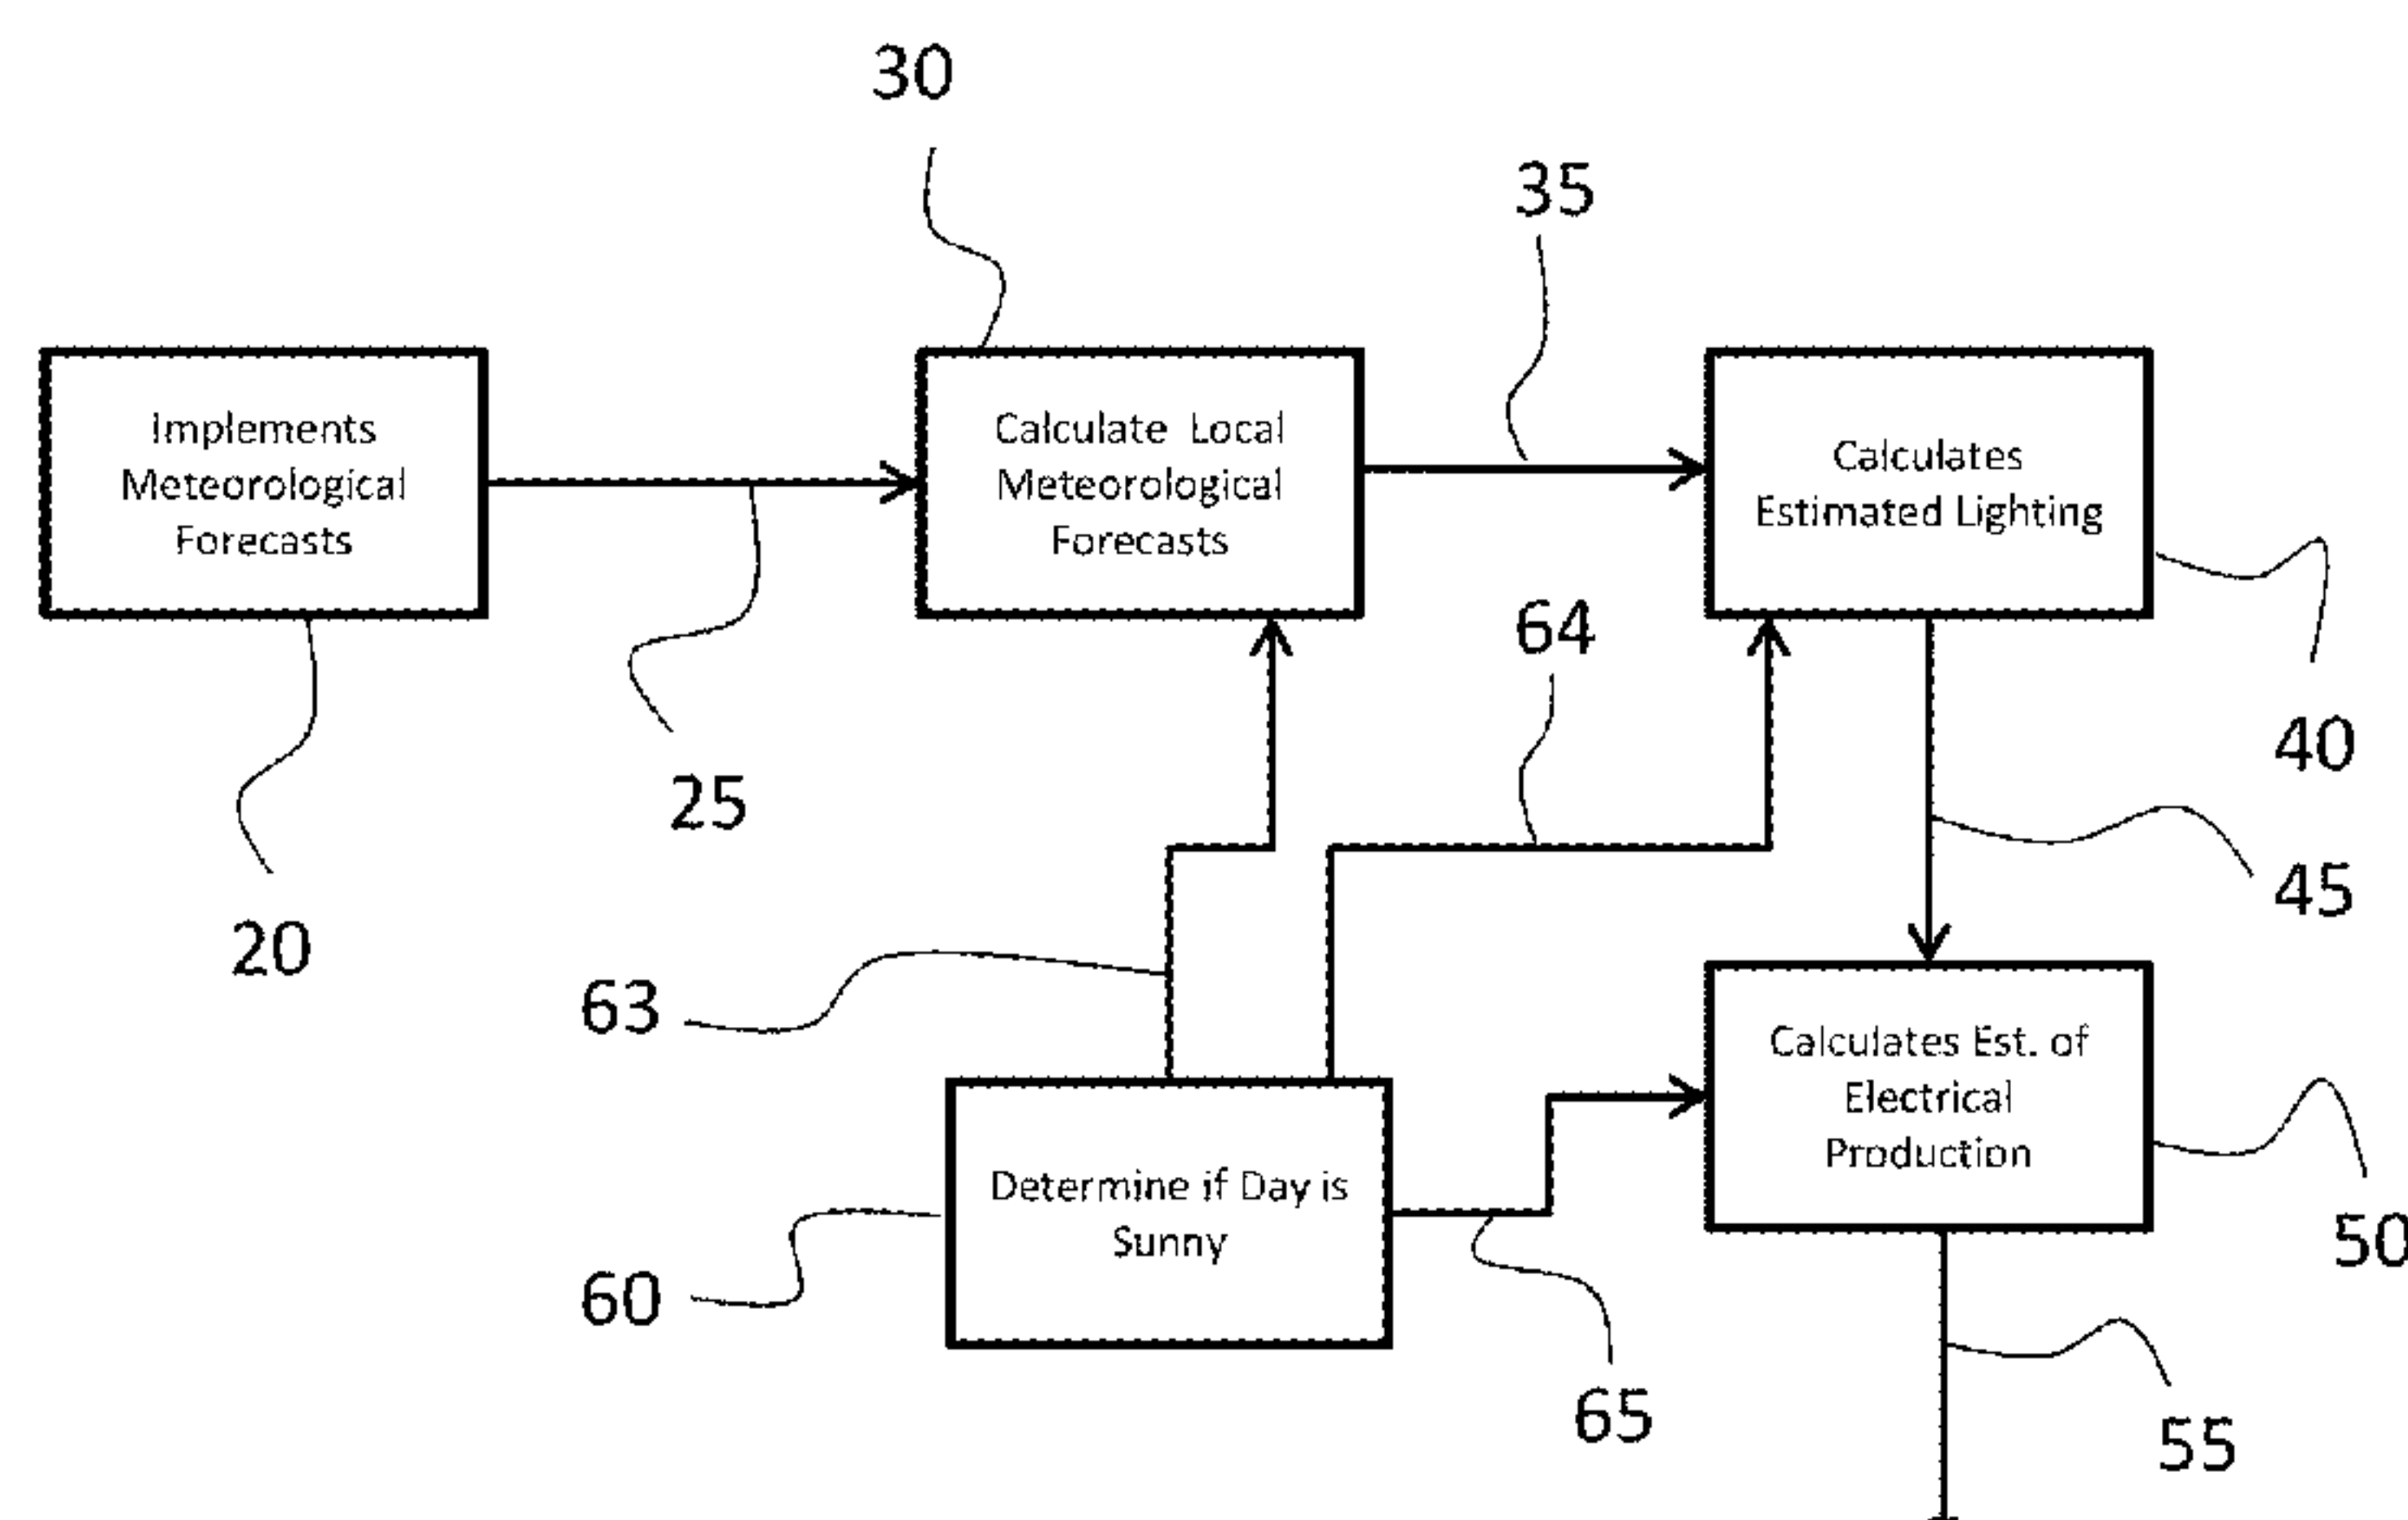 30
35
Implements
Meteorological
Forecasts
Calculate Local
Meteorological
Forecasts
Calculates
Estimated Lighting
64
40
25
45
20
63
Calculates Est. of
Electrical
Production
Determine if Day is
Sunny
50
60
65
55